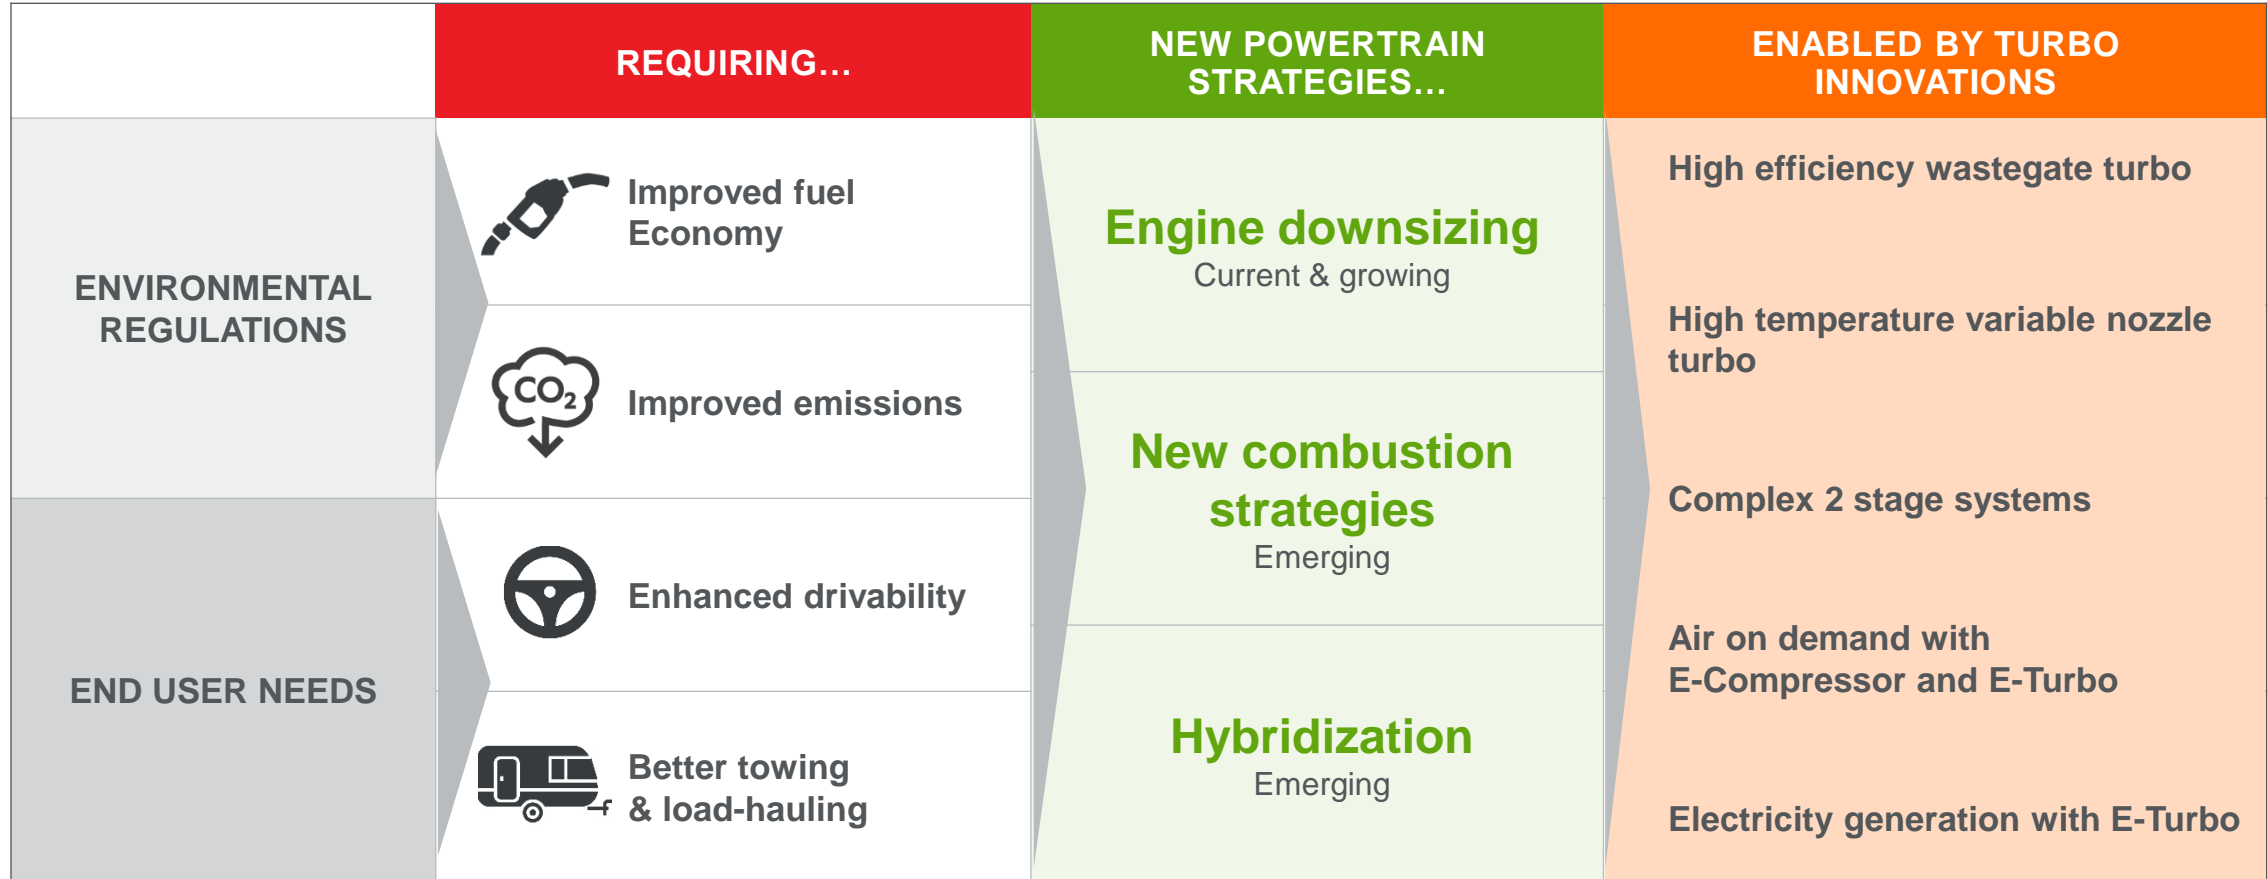 REQUIRING…
NEW POWERTRAIN
STRATEGIES…
ENABLED BY TURBO
INNOVATIONS
ENVIRONMENTAL
REGULATIONS
Improved fuel
Economy
CO2
Improved emissions
END USER NEEDS
Enhanced drivability
Better towing
& load-hauling
Engine downsizing
Current & growing
New combustion
strategies
Emerging
Hybridization
Emerging
High efficiency wastegate turbo
High temperature variable nozzle
turbo
Complex 2 stage systems
Air on demand with
E-Compressor and E-Turbo
Electricity generation with E-Turbo